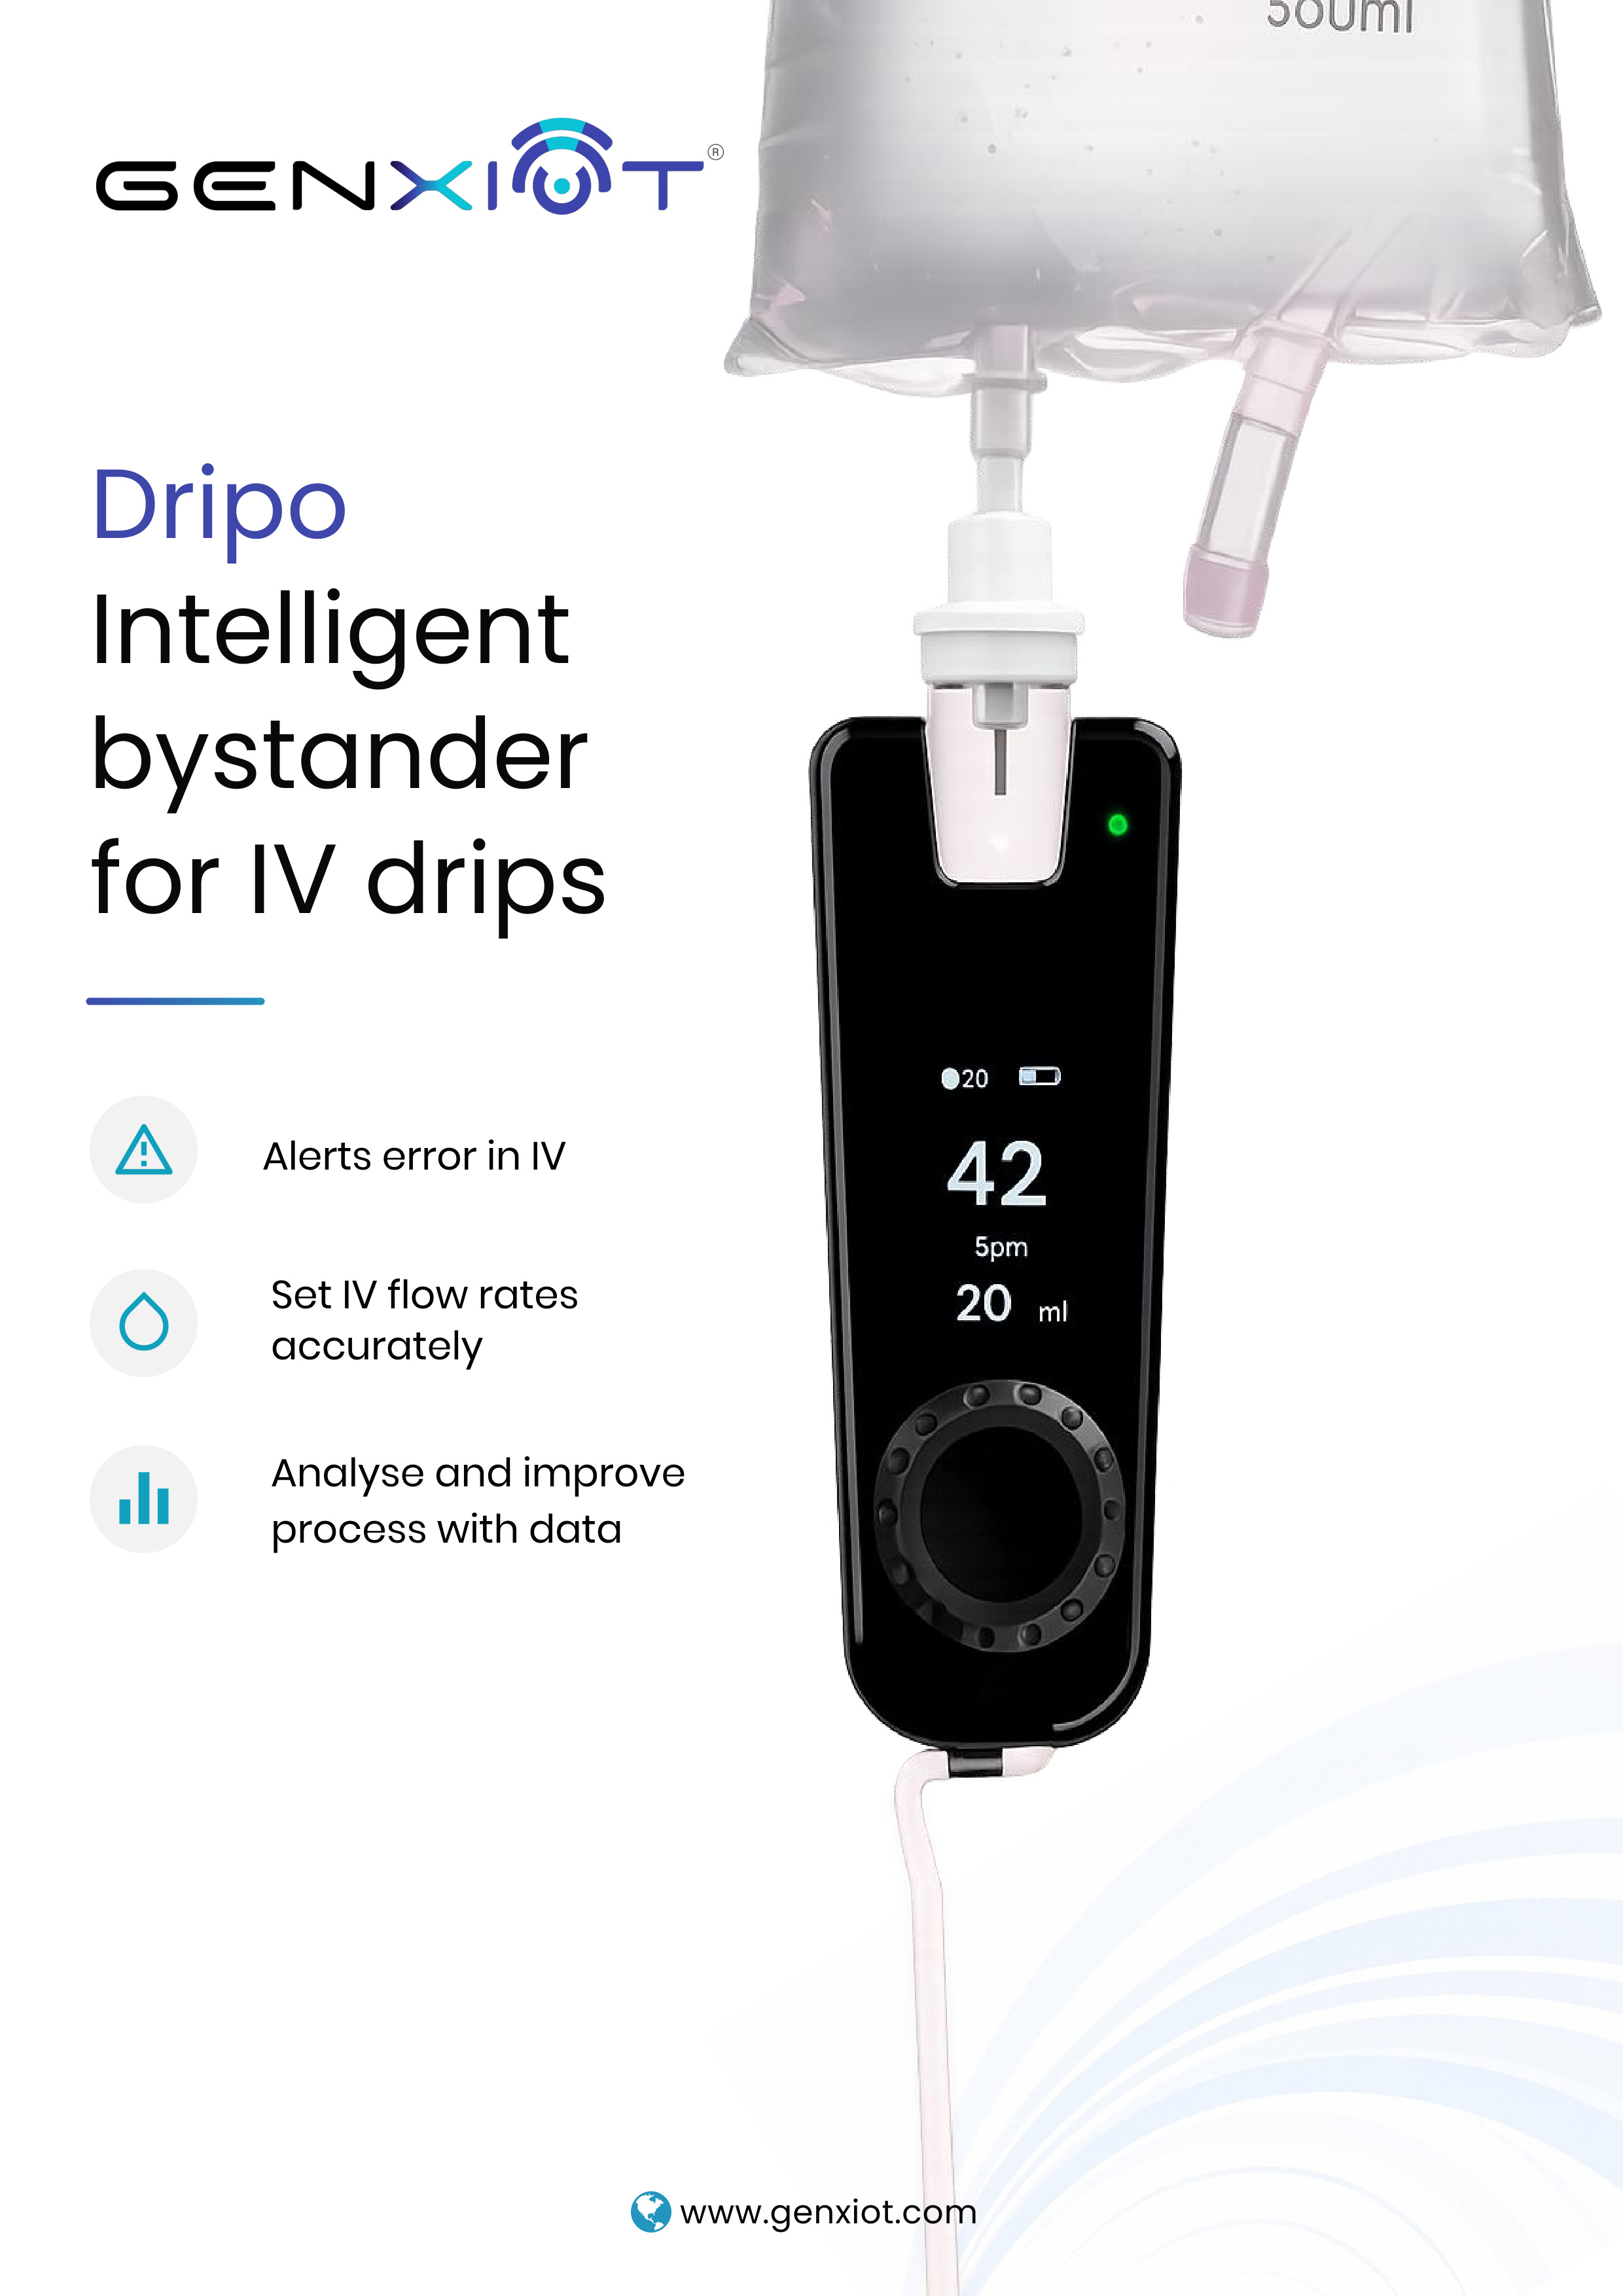 500ml
GENXIOT®
Dripo
Intelligent
bystander
for IV drips
Alerts error in IV
Set IV flow rates
accurately
Analyse and improve
process with data
20
42
5pm
20 ml
www.genxiot.com